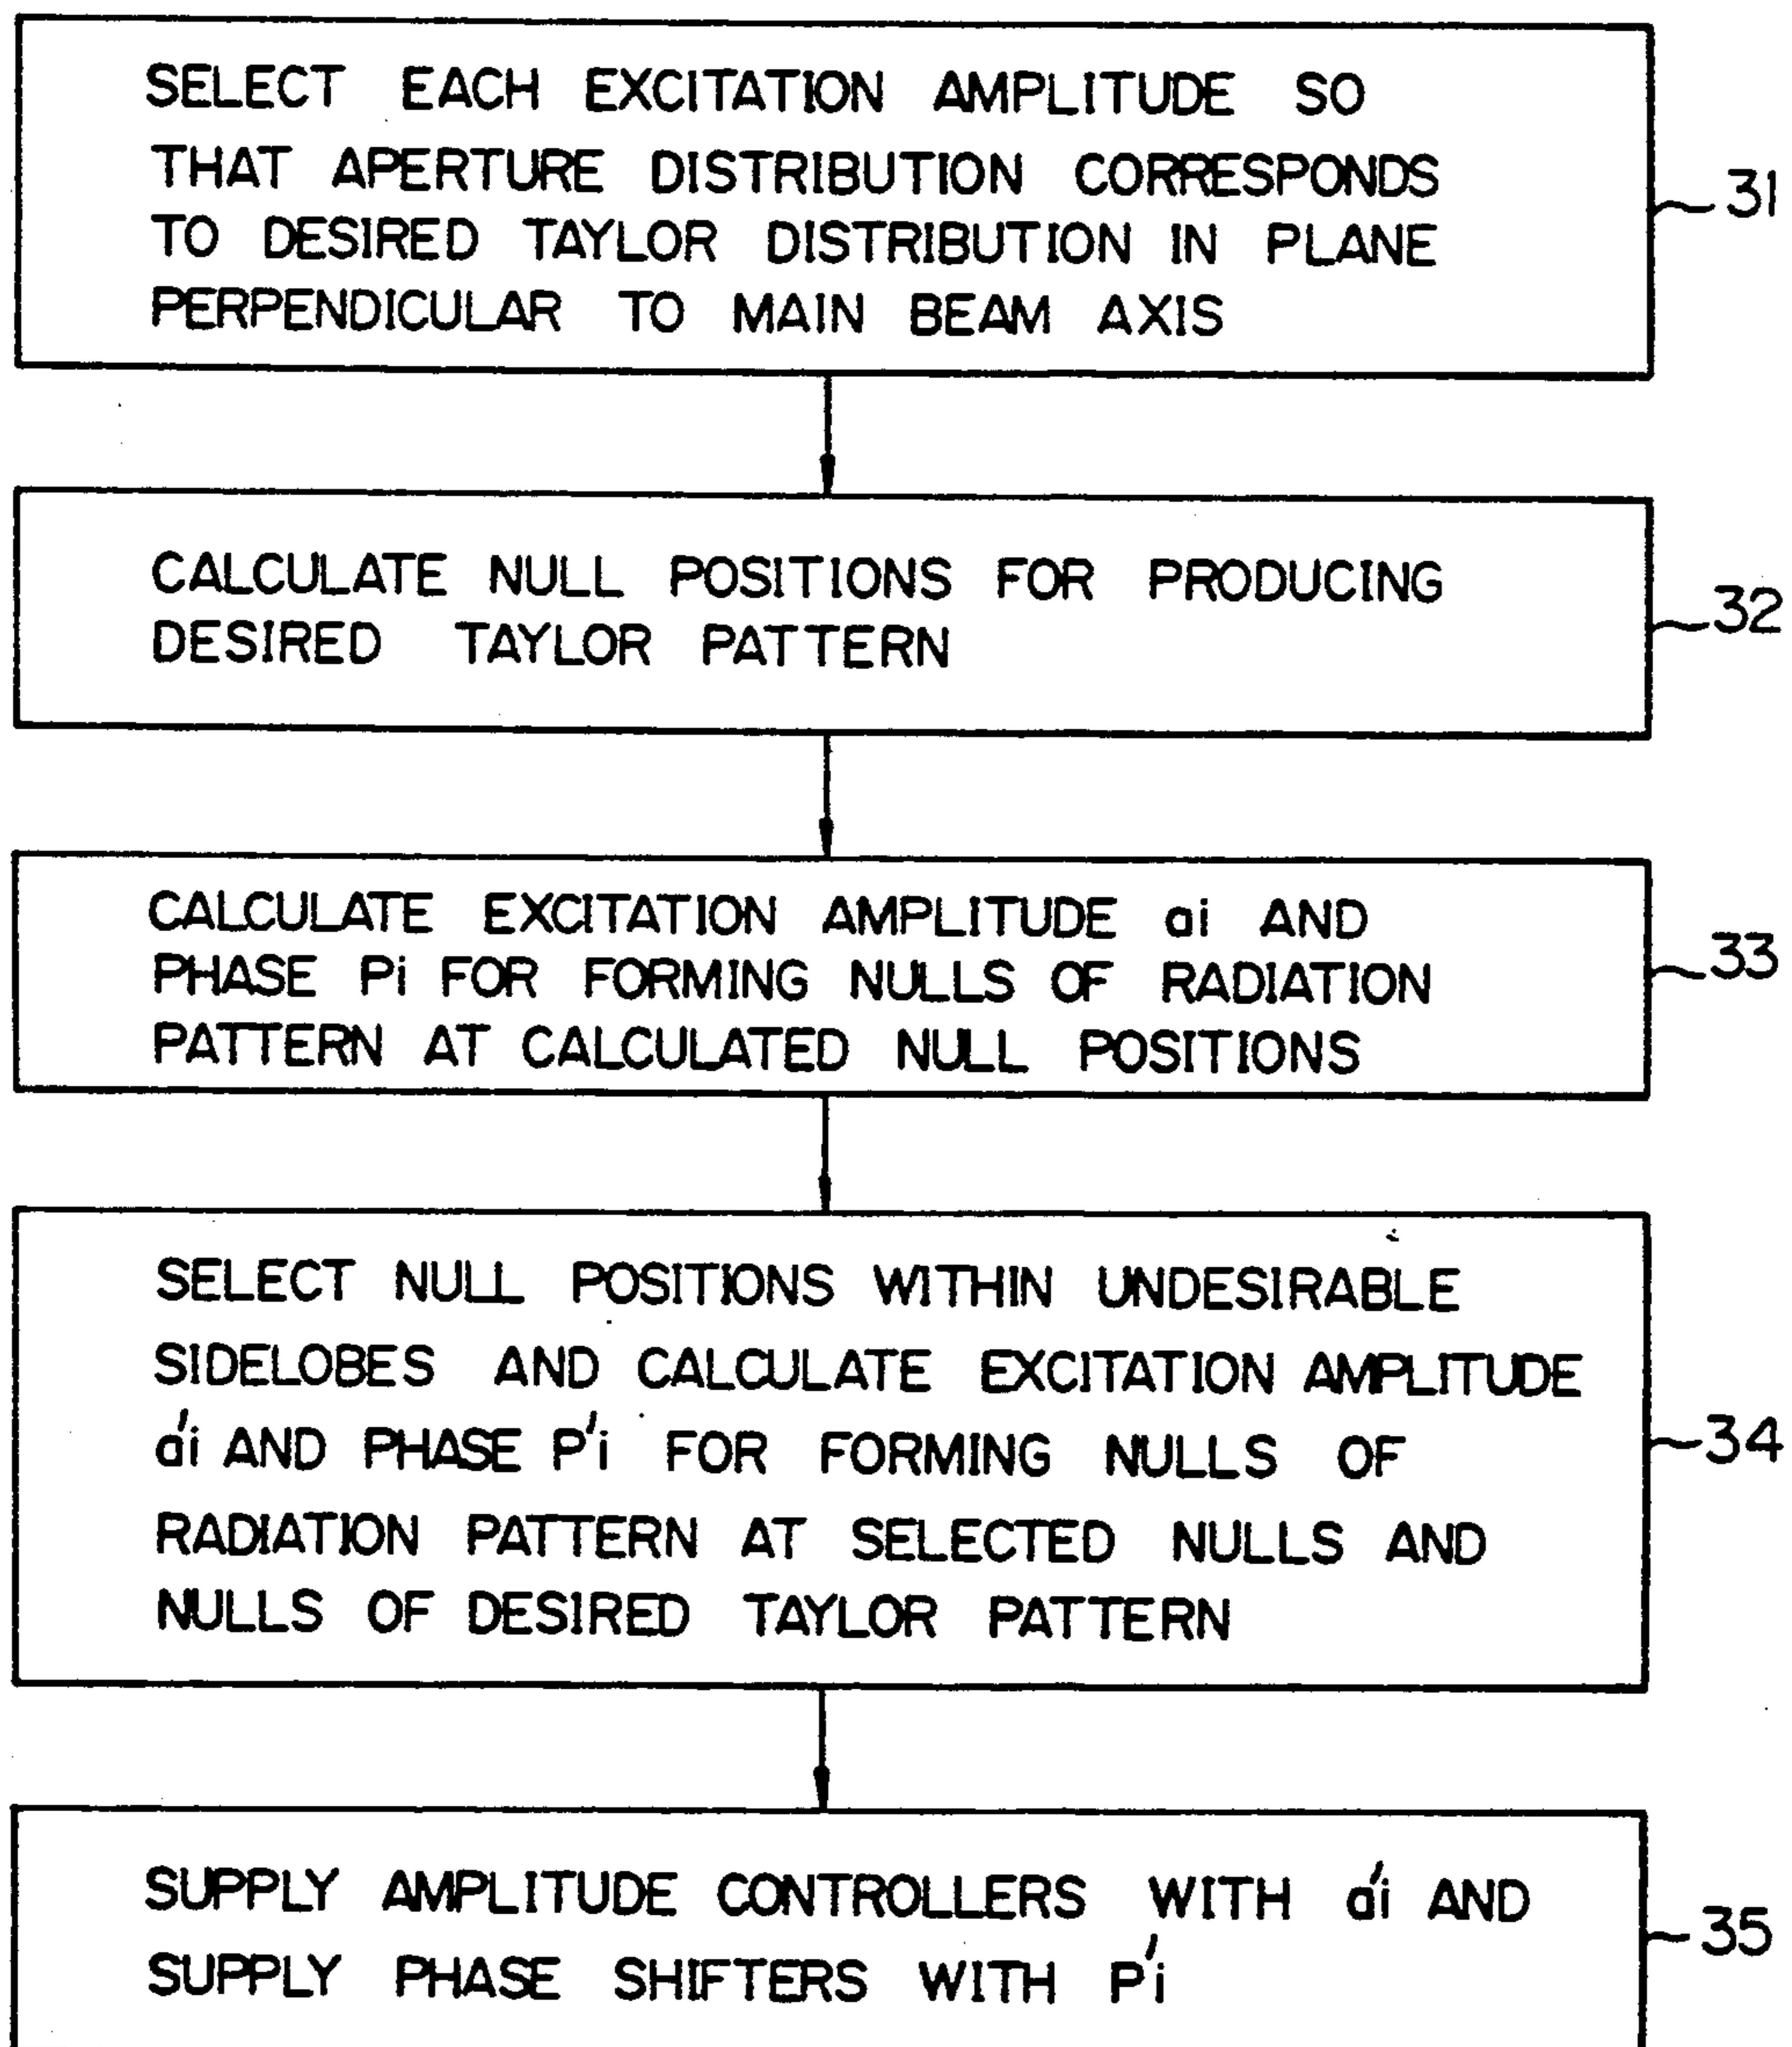 SELECT EACH EXCITATION AMPLITUDE SO
THAT APERTURE DISTRIBUTION CORRESPONDS
TO DESIRED TAYLOR DISTRIBUTION IN PLANE
PERPENDICULAR TO MAIN BEAM AXIS
31
CALCULATE NULL POSITIONS FOR PRODUCING
DESIRED TAYLOR PATTERN
32
CALCULATE EXCITATION AMPLITUDE ai AND
PHASE Pi FOR FORMING NULLS OF RADIATION
PATTERN AT CALCULATED NULL POSITIONS
33
SELECT NULL POSITIONS WITHIN UNDESIRABLE
SIDELOBES AND CALCULATE EXCITATION AMPLITUDE
a'i AND PHASE P'i FOR FORMING NULLS OF
RADIATION PATTERN AT SELECTED NULLS AND
NULLS OF DESIRED TAYLOR PATTERN
34
SUPPLY AMPLITUDE CONTROLLERS WITH a'i AND
SUPPLY PHASE SHIFTERS WITH P'i
35